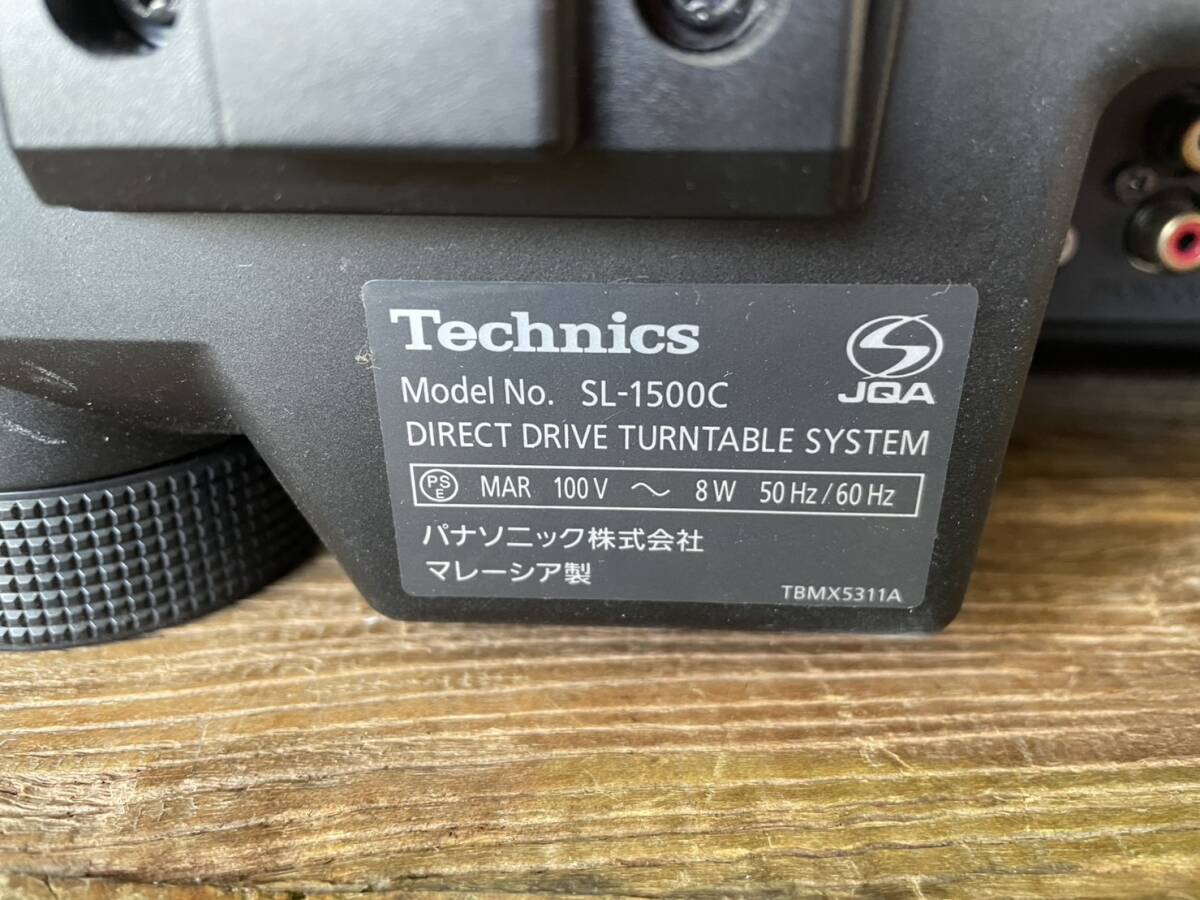 Technics
JQA
Model No. SL-1500C
DIRECT DRIVE TURNTABLE SYSTEM
PS E MAR 100V ～ 8W 50Hz/60Hz
パナソニック株式会社
マレーシア製
TBMX5311A